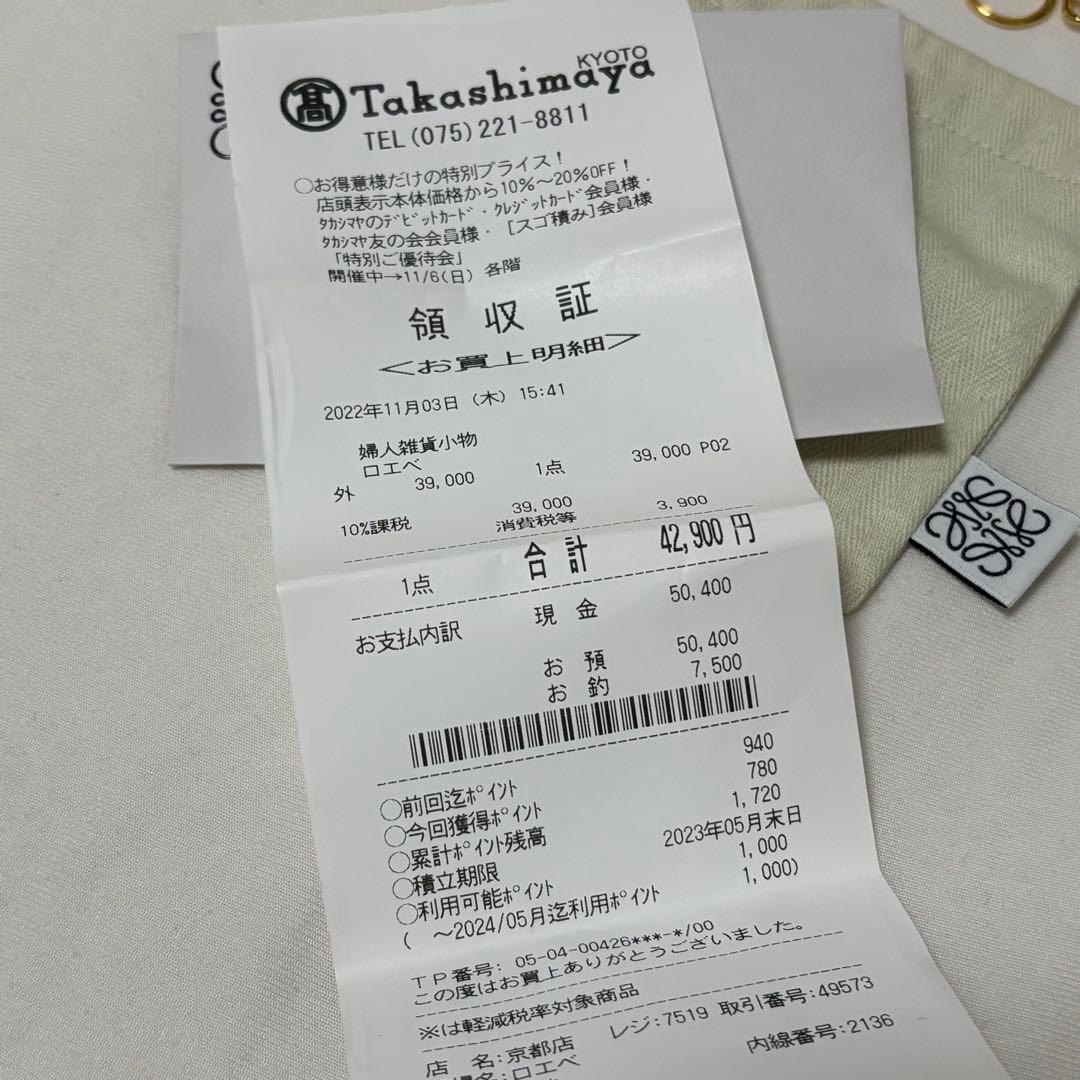 高 Takashimaya KYOTO
TEL(075)221-8811
○お得意様だけの特別プライス！
店頭表示本体価格から10%～20%OFF！
ﾀｶｼﾏﾔのﾃﾞﾋﾞｯﾄｶｰﾄﾞ・ｸﾚｼﾞｯﾄｶｰﾄﾞ会員様・
ﾀｶｼﾏﾔ友の会会員様・［スゴ積み］会員様
「特別ご優待会」
開催中→11/6(日) 各階
領 収 証
＜お買上明細＞
2022年11月03日 (木) 15:41
婦人雑貨小物
ロエベ
外 39,000 1点 39,000 P02
10%課税 39,000 消費税等 3,900
1点 合 計 42,900 円
お支払内訳 現 金 50,400
お 預 50,400
お 釣 7,500
○前回迄ﾎﾟｲﾝﾄ 940
○今回獲得ﾎﾟｲﾝﾄ 780
○累計ﾎﾟｲﾝﾄ残高 1,720
○積立期限 2023年05月末日
○利用可能ﾎﾟｲﾝﾄ 1,000
( ～2024/05月迄利用ﾎﾟｲﾝﾄ 1,000)
ＴＰ番号: 05-04-00426***-*/00
この度はお買上ありがとうございました。
※は軽減税率対象商品
レジ:7519 取引番号:49573
店 名:京都店 内線番号:2136
名:ロエベ